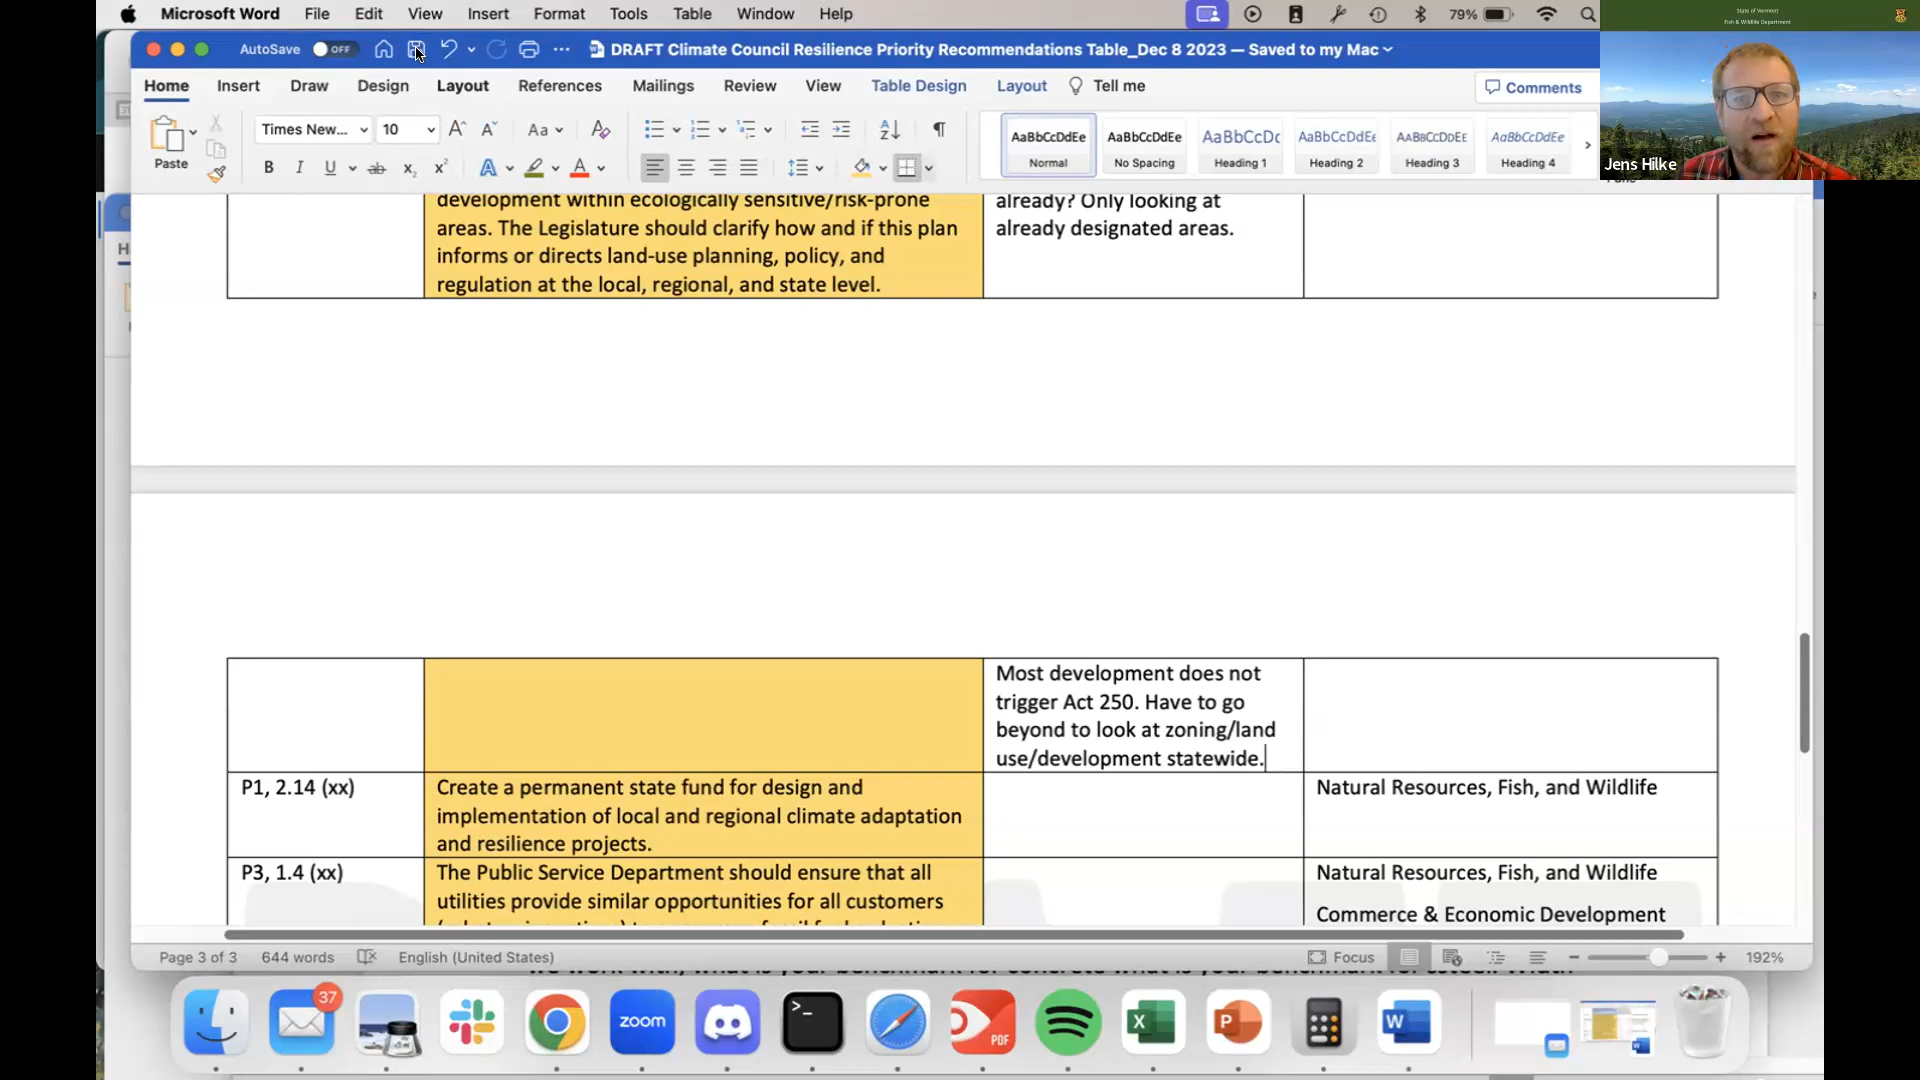 Microsoft Word File Edit View Insert Format Tools Table Window Help 79%
State of Vermont
Fish & Wildlife Department
AutoSave OFF DRAFT Climate Council Resilience Priority Recommendations Table_Dec 8 2023 — Saved to my Mac
Home Insert Draw Design Layout References Mailings Review View Table Design Layout Tell me Comments
Paste Times New... 10 Aa
AaBbCcDdEe AaBbCcDdEe AaBbCcDc AaBbCcDdEe AaBbCcDdEe AaBbCcDdEe
Normal No Spacing Heading 1 Heading 2 Heading 3 Heading 4
Jens Hilke
development within ecologically sensitive/risk-prone
areas. The Legislature should clarify how and if this plan
informs or directs land-use planning, policy, and
regulation at the local, regional, and state level.
already? Only looking at
already designated areas.
Most development does not
trigger Act 250. Have to go
beyond to look at zoning/land
use/development statewide.
P1, 2.14 (xx)
Create a permanent state fund for design and
implementation of local and regional climate adaptation
and resilience projects.
Natural Resources, Fish, and Wildlife
P3, 1.4 (xx)
The Public Service Department should ensure that all
utilities provide similar opportunities for all customers
Natural Resources, Fish, and Wildlife
Commerce & Economic Development
Page 3 of 3 644 words English (United States) Focus 192%
37
zoom
PDF